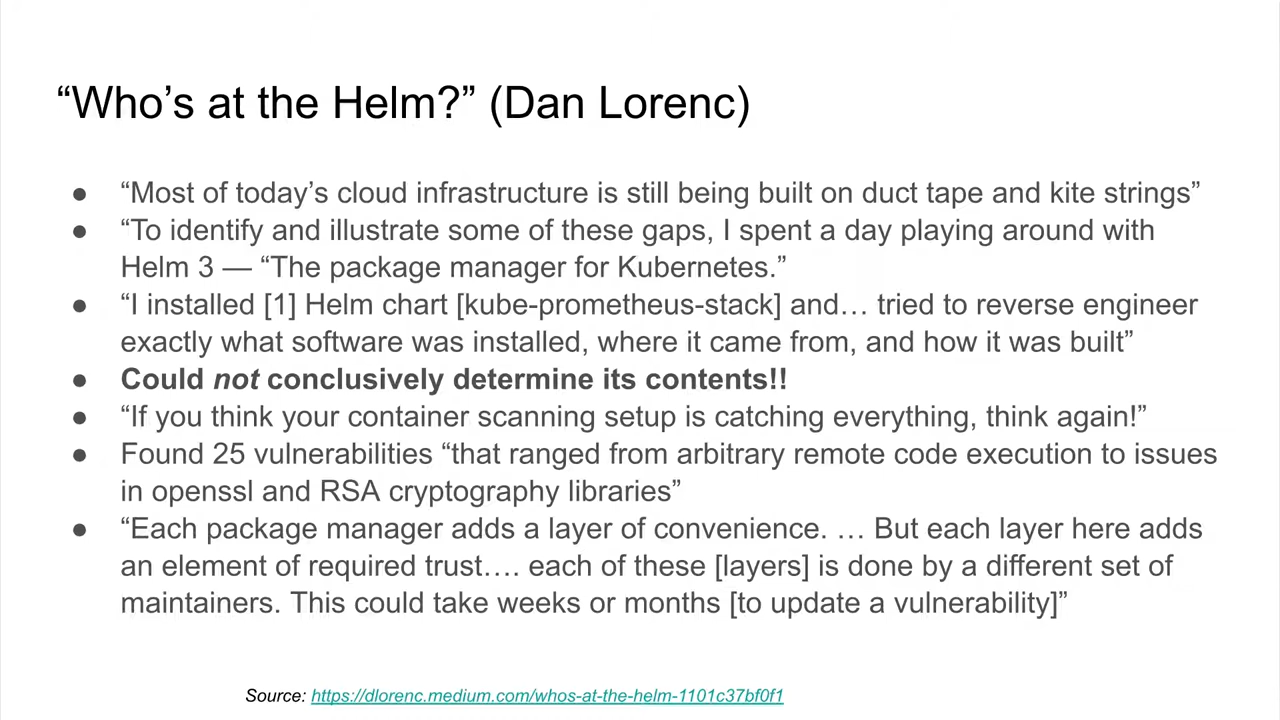 “Who’s at the Helm?” (Dan Lorenc)
● “Most of today’s cloud infrastructure is still being built on duct tape and kite strings”
● “To identify and illustrate some of these gaps, I spent a day playing around with
Helm 3 — “The package manager for Kubernetes.”
● “I installed [1] Helm chart [kube-prometheus-stack] and… tried to reverse engineer
exactly what software was installed, where it came from, and how it was built”
● Could not conclusively determine its contents!!
● “If you think your container scanning setup is catching everything, think again!”
● Found 25 vulnerabilities “that ranged from arbitrary remote code execution to issues
in openssl and RSA cryptography libraries”
● “Each package manager adds a layer of convenience. … But each layer here adds
an element of required trust…. each of these [layers] is done by a different set of
maintainers. This could take weeks or months [to update a vulnerability]”
Source: https://dlorenc.medium.com/whos-at-the-helm-1101c37bf0f1